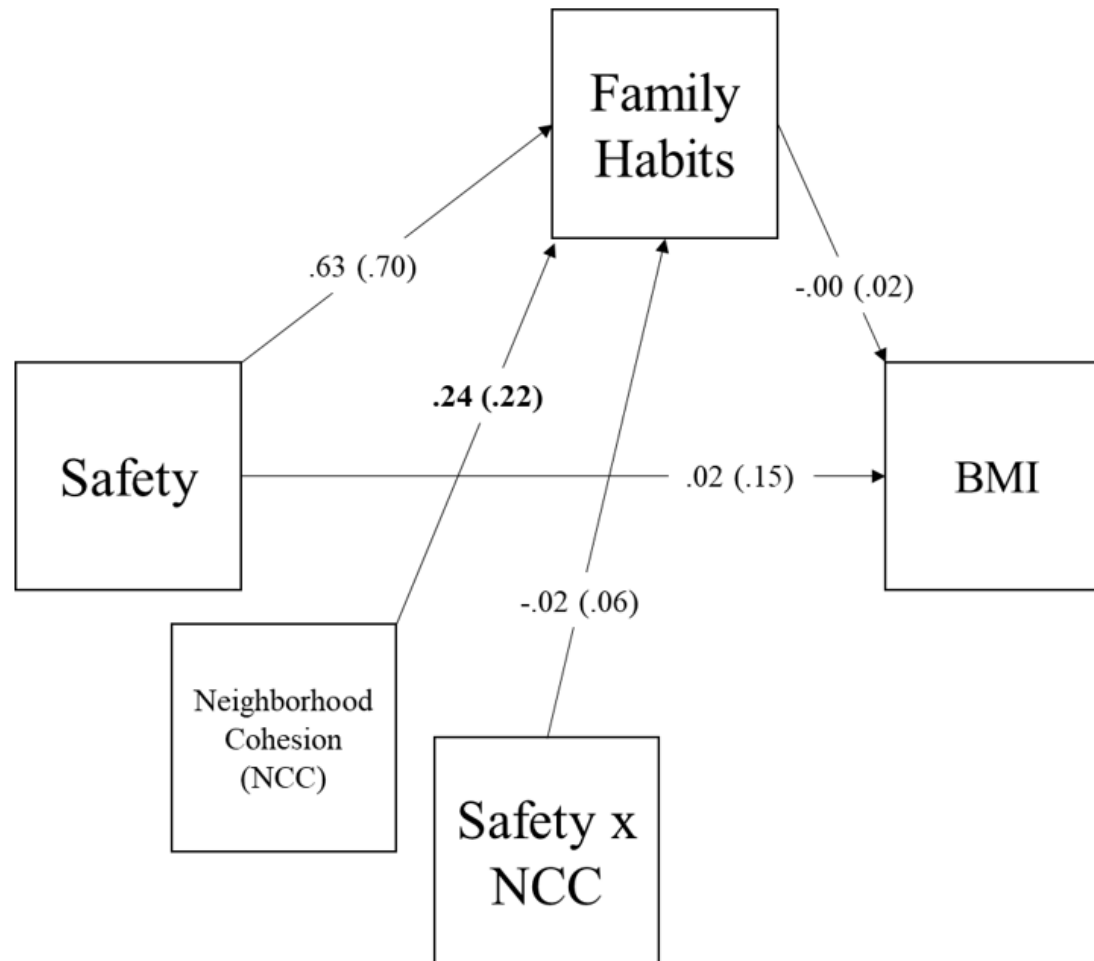 Family
Habits
.63 (.70)
-.00 (.02)
.24 (.22)
Safety
.02 (.15)
BMI
-.02 (.06)
Neighborhood
Cohesion
(NCC)
Safety x
NCC